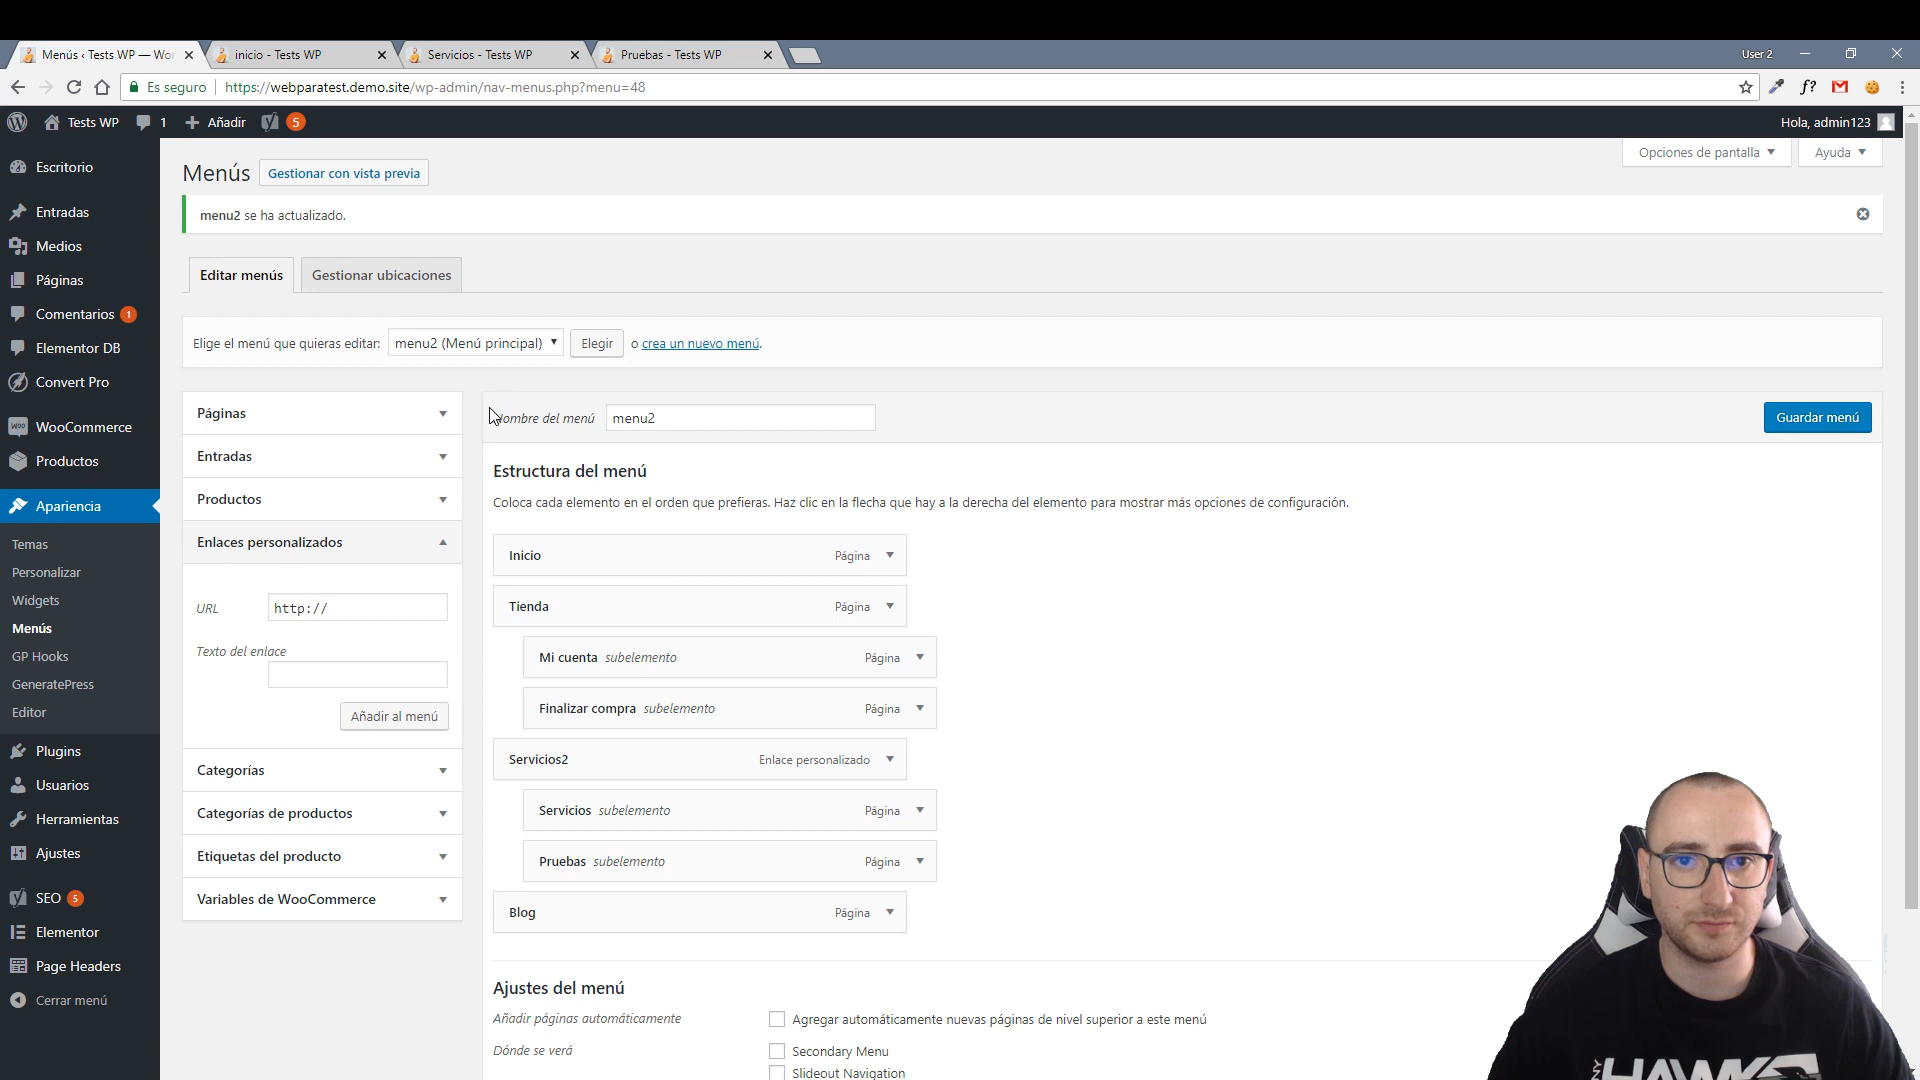 Menús ‹ Tests WP — Wor
inicio - Tests WP
Servicios - Tests WP
Pruebas - Tests WP
User 2
Es seguro
https://webparatest.demo.site/wp-admin/nav-menus.php?menu=48
f?
Tests WP
1
Añadir
5
Hola, admin123
Escritorio
Entradas
Medios
Páginas
Comentarios 1
Elementor DB
Convert Pro
WooCommerce
Productos
Apariencia
Temas
Personalizar
Widgets
Menús
GP Hooks
GeneratePress
Editor
Plugins
Usuarios
Herramientas
Ajustes
SEO 5
Elementor
Page Headers
Cerrar menú
Opciones de pantalla
Ayuda
Menús
Gestionar con vista previa
menu2 se ha actualizado.
Editar menús
Gestionar ubicaciones
Elige el menú que quieras editar:
menu2 (Menú principal)
Elegir
o crea un nuevo menú.
Páginas
Entradas
Productos
Enlaces personalizados
URL
http://
Texto del enlace
Añadir al menú
Categorías
Categorías de productos
Etiquetas del producto
Variables de WooCommerce
Nombre del menú
menu2
Guardar menú
Estructura del menú
Coloca cada elemento en el orden que prefieras. Haz clic en la flecha que hay a la derecha del elemento para mostrar más opciones de configuración.
Inicio Página
Tienda Página
Mi cuenta subelemento Página
Finalizar compra subelemento Página
Servicios2 Enlace personalizado
Servicios subelemento Página
Pruebas subelemento Página
Blog Página
Ajustes del menú
Añadir páginas automáticamente
Agregar automáticamente nuevas páginas de nivel superior a este menú
Dónde se verá
Secondary Menu
Slideout Navigation
NY
HAWKS